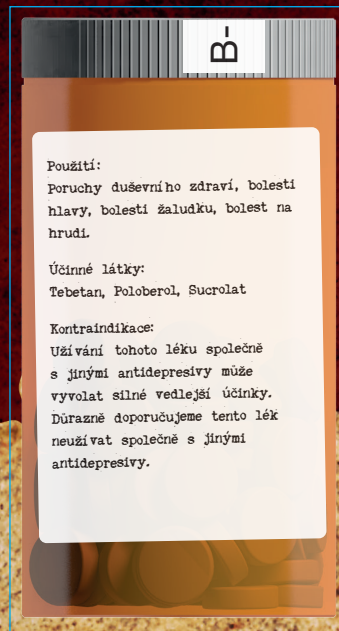 B-
Použití:
Poruchy duševního zdraví, bolesti
hlavy, bolesti žaludku, bolest na
hrudi.
Účinné látky:
Tebetan, Poloberol, Sucrolat
Kontraindikace:
Užívání tohoto léku společně
s jinými antidepresivy může
vyvolat silné vedlejší účinky.
Důrazně doporučujeme tento lék
neužívat společně s jinými
antidepresivy.